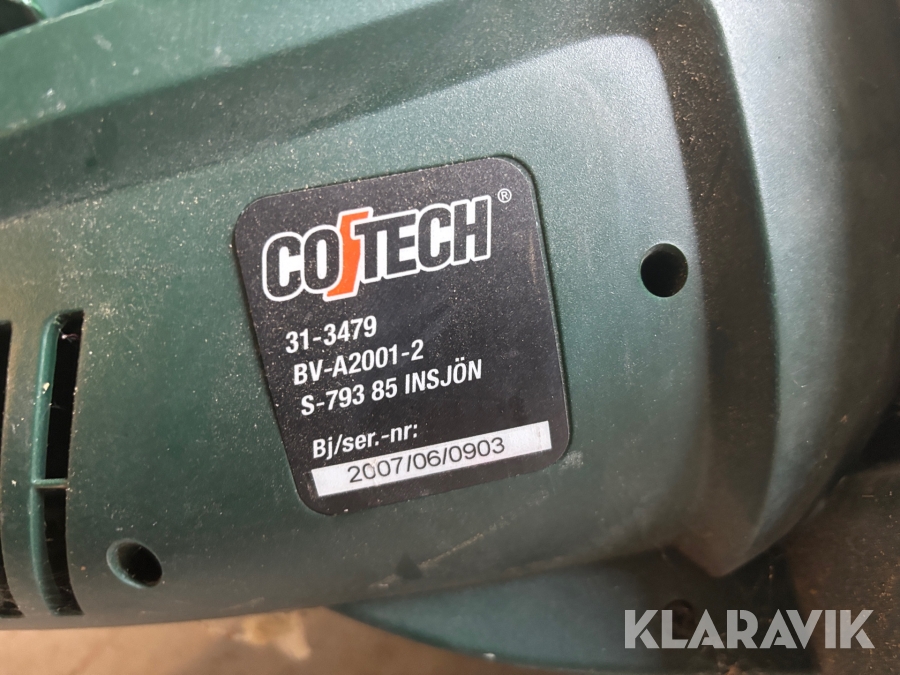 COTECH®
31-3479
BV-A2001-2
S-793 85 INSJÖN
Bj/ser.-nr:
2007/06/0903
KLARAVIK